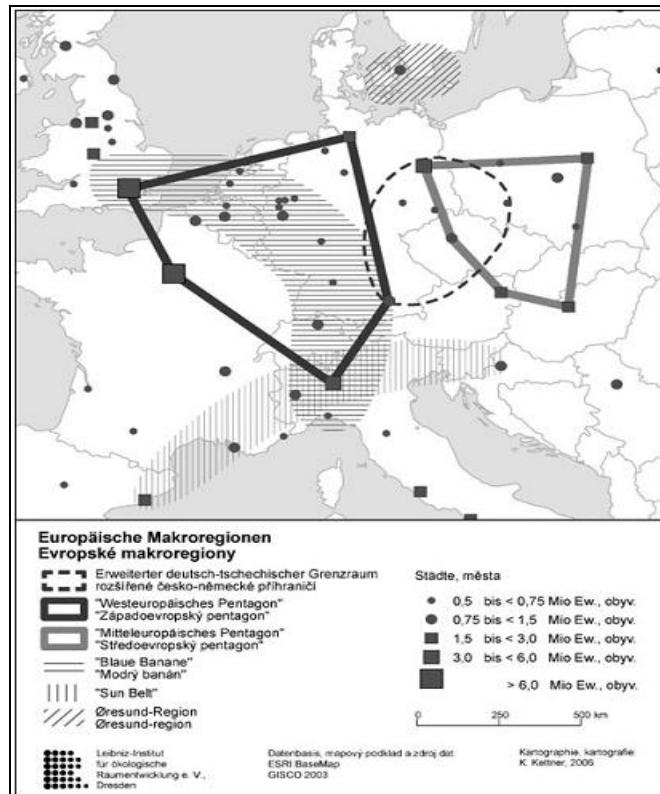 Europäische Makroregionen
Evropské makroregiony
Erweiterter deutsch-tschechischer Grenzraum
rozšířené česko-německé příhraničí
"Westeuropäisches Pentagon"
"Západoevropský pentagon"
"Mitteleuropäisches Pentagon"
"Středoevropský pentagon"
"Blaue Banane"
"Modrý banán"
"Sun Belt"
Øresund-Region
Øresund-region
Städte, města
0,5 bis < 0,75 Mio Ew., obyv.
0,75 bis < 1,5 Mio Ew., obyv.
1,5 bis < 3,0 Mio Ew., obyv.
3,0 bis < 6,0 Mio Ew., obyv.
> 6,0 Mio Ew., obyv.
0 250 500 km
Leibniz-Institut
für ökologische
Raumentwicklung e. V.,
Dresden
Datenbasis, mapový podklad a zdroj dat:
ESRI BaseMap
GISCO 2003
Kartographie, kartografie:
K. Kettner, 2006